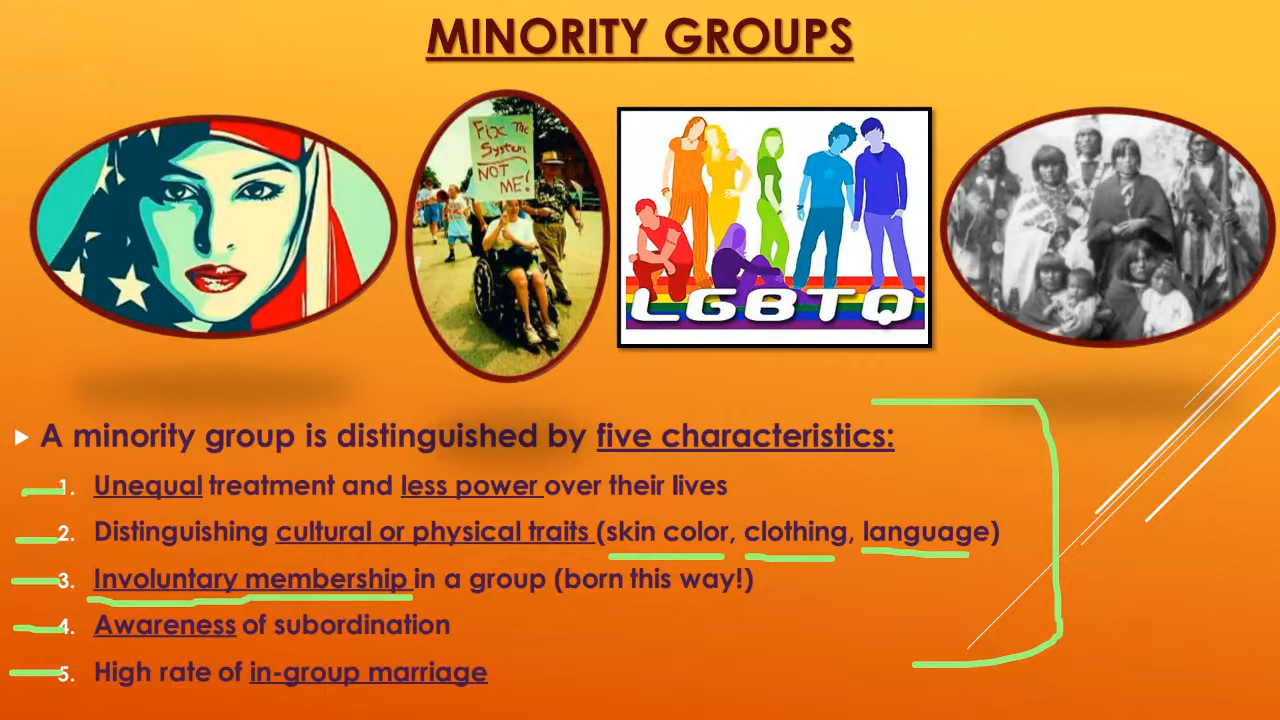 MINORITY GROUPS
Fix The
System
NOT
ME!
LGBTQ
A minority group is distinguished by five characteristics:
1. Unequal treatment and less power over their lives
2. Distinguishing cultural or physical traits (skin color, clothing, language)
3. Involuntary membership in a group (born this way!)
4. Awareness of subordination
5. High rate of in-group marriage